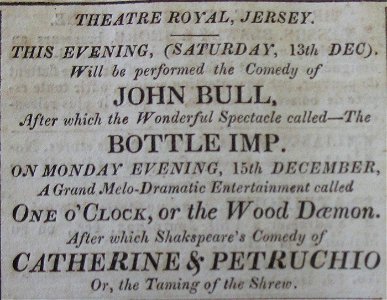 THEATRE ROYAL, JERSEY.
THIS EVENING, (SATURDAY, 13th DEC).
Will be performed the Comedy of
JOHN BULL,
After which the Wonderful Spectacle called—The
BOTTLE IMP.
ON MONDAY EVENING, 15th DECEMBER,
A Grand Melo-Dramatic Entertainment called
ONE O'CLOCK, or the Wood Dæmon.
After which Shakspeare's Comedy of
CATHERINE & PETRUCHIO
Or, the Taming of the Shrew.